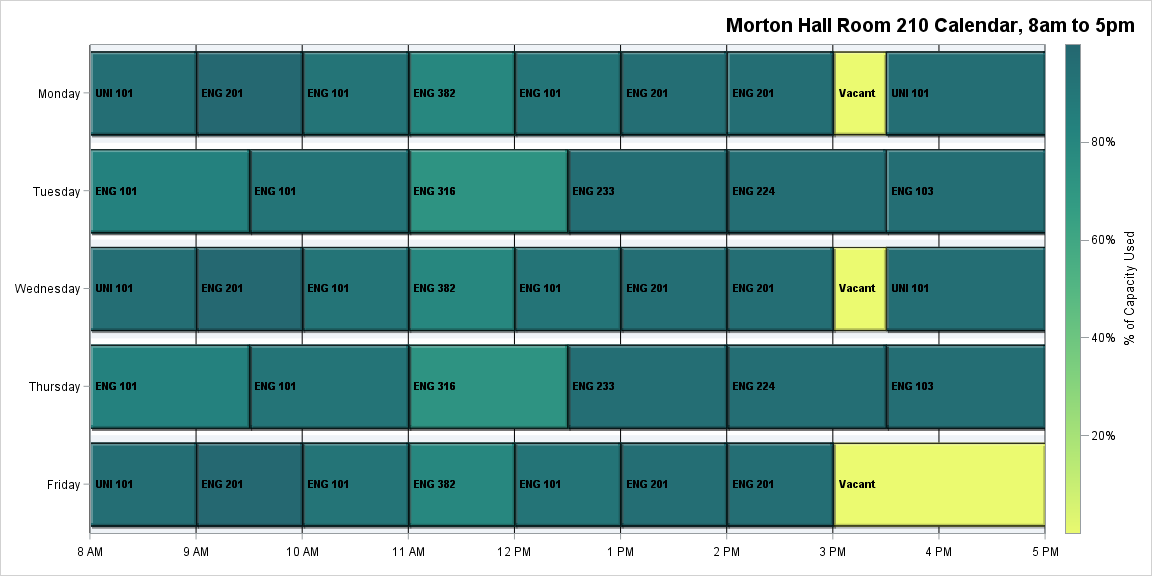 Morton Hall Room 210 Calendar, 8am to 5pm
Monday UNI 101 ENG 201 ENG 101 ENG 382 ENG 101 ENG 201 ENG 201 Vacant UNI 101
80%
Tuesday ENG 101 ENG 101 ENG 316 ENG 233 ENG 224 ENG 103
60%
% of Capacity Used
Wednesday UNI 101 ENG 201 ENG 101 ENG 382 ENG 101 ENG 201 ENG 201 Vacant UNI 101
40%
Thursday ENG 101 ENG 101 ENG 316 ENG 233 ENG 224 ENG 103
20%
Friday UNI 101 ENG 201 ENG 101 ENG 382 ENG 101 ENG 201 ENG 201 Vacant
8 AM 9 AM 10 AM 11 AM 12 PM 1 PM 2 PM 3 PM 4 PM 5 PM